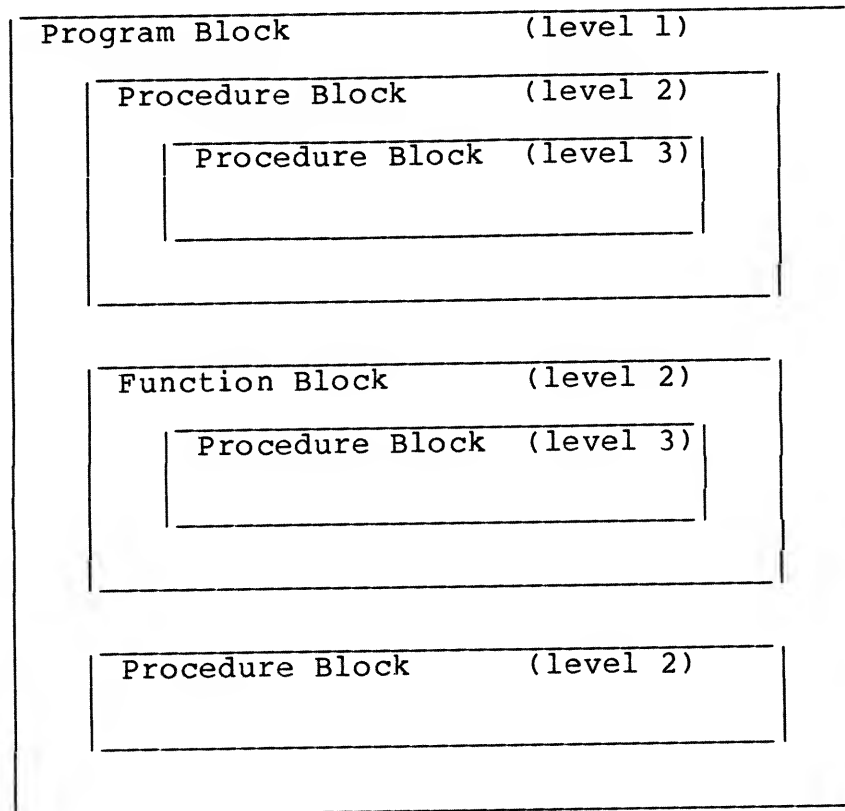 Program Block (level 1)
Procedure Block (level 2)
Procedure Block (level 3)
Function Block (level 2)
Procedure Block (level 3)
Procedure Block (level 2)